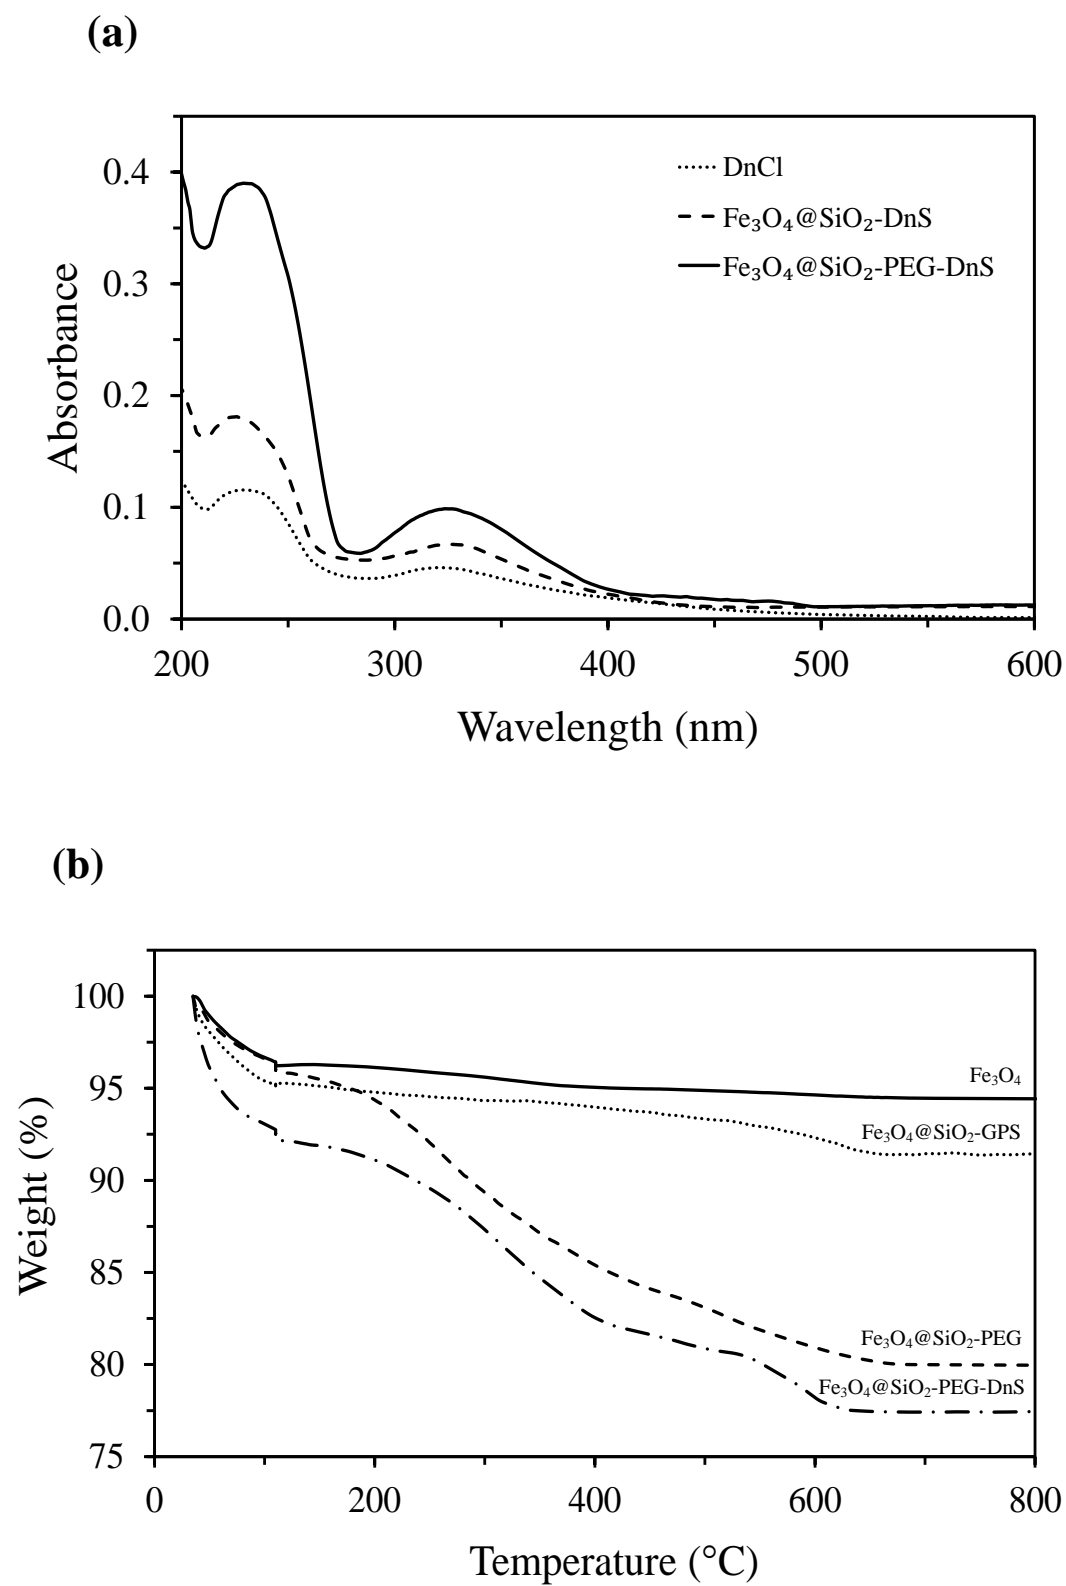 (a)
0.4
0.3
0.2
0.1
0.0
Absorbance
DnCl
Fe₃O₄@SiO₂-DnS
Fe₃O₄@SiO₂-PEG-DnS
200 300 400 500 600
Wavelength (nm)
(b)
100
95
90
85
80
75
Weight (%)
Fe₃O₄
Fe₃O₄@SiO₂-GPS
Fe₃O₄@SiO₂-PEG
Fe₃O₄@SiO₂-PEG-DnS
0 200 400 600 800
Temperature (°C)